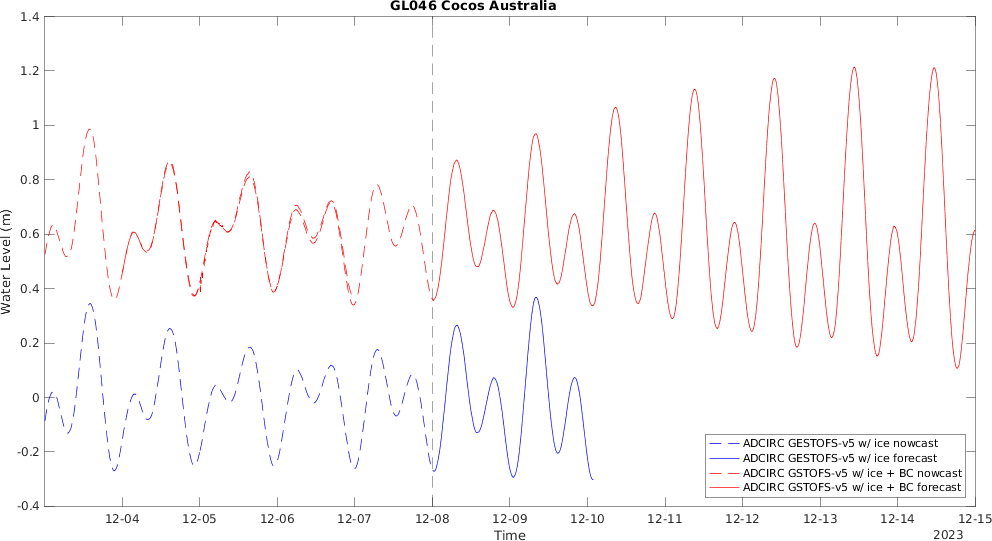 GL046 Cocos Australia
1.4
1.2
1
0.8
0.6
0.4
0.2
0
-0.2
-0.4
Water Level (m)
ADCIRC GESTOFS-v5 w/ ice nowcast
ADCIRC GESTOFS-v5 w/ ice forecast
ADCIRC GSTOFS-v5 w/ ice + BC nowcast
ADCIRC GSTOFS-v5 w/ ice + BC forecast
12-04 12-05 12-06 12-07 12-08 12-09 12-10 12-11 12-12 12-13 12-14 12-15
Time
2023